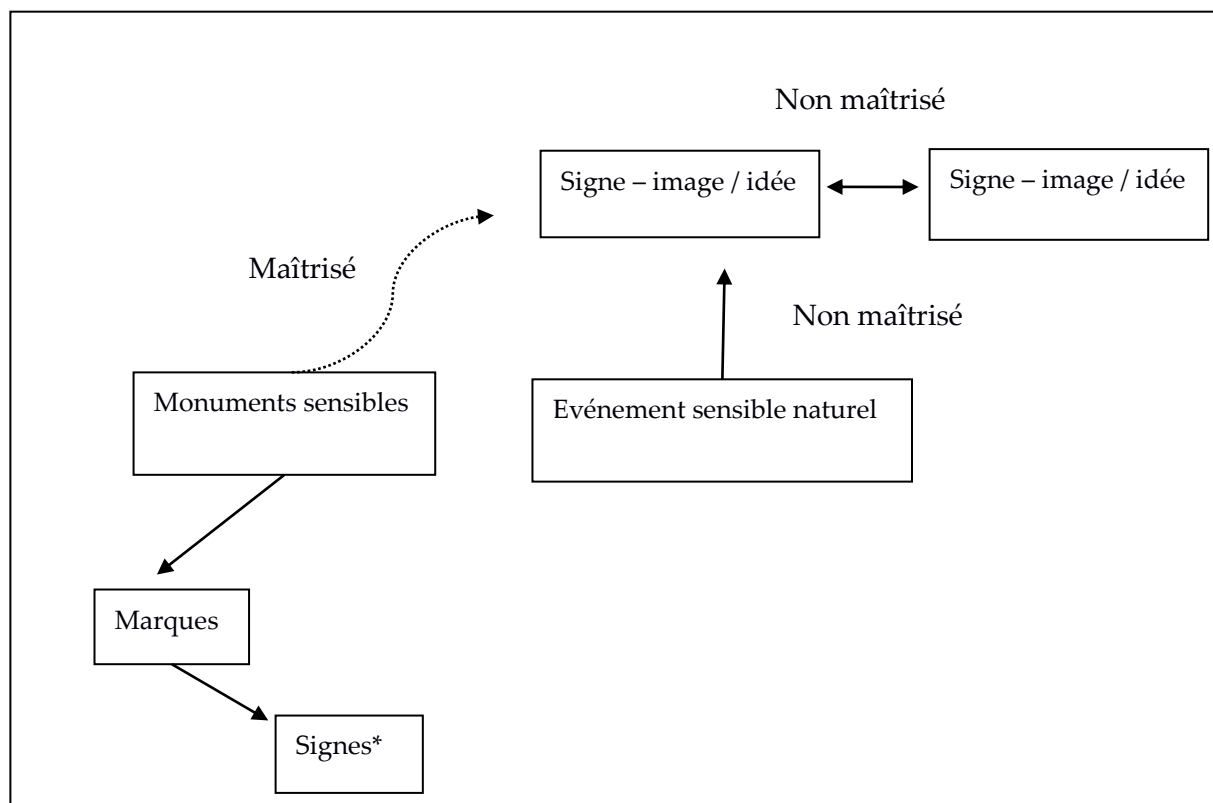 Non maîtrisé
Signe – image / idée
Signe – image / idée
Maîtrisé
Non maîtrisé
Monuments sensibles
Evénement sensible naturel
Marques
Signes*